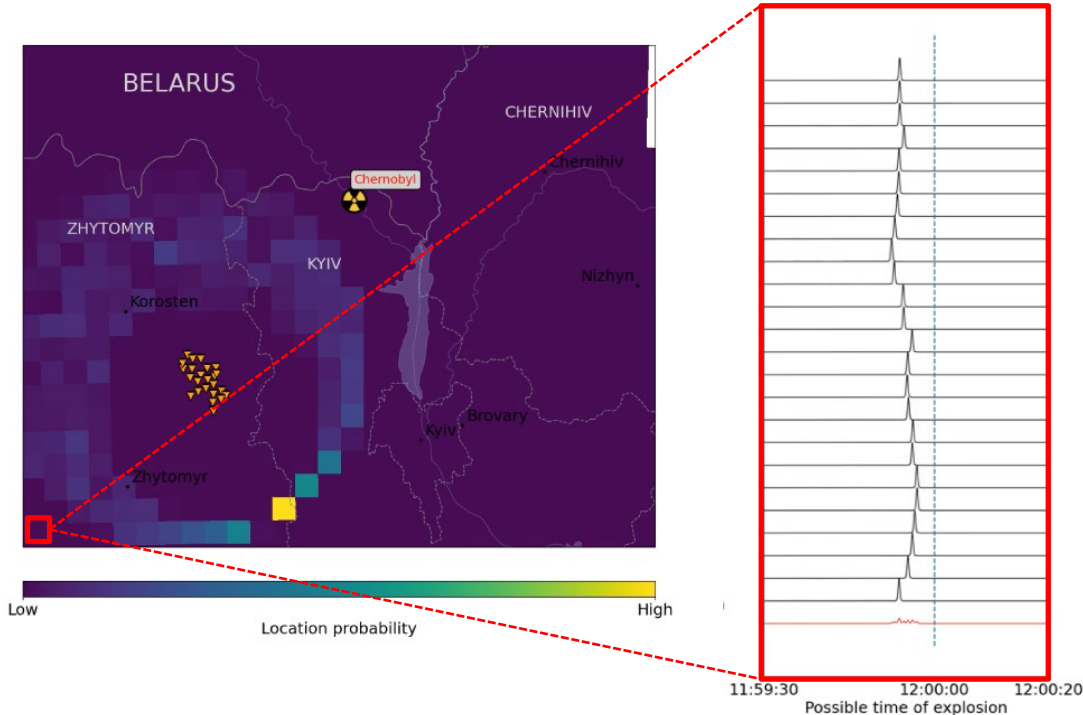 BELARUS
CHERNIHIV
Chernobyl
Chernihiv
ZHYTOMYR
KYIV
Nizhyn
Korosten
Brovary
Kyiv
Zhytomyr
Low
High
Location probability
11:59:30
12:00:00
12:00:20
Possible time of explosion